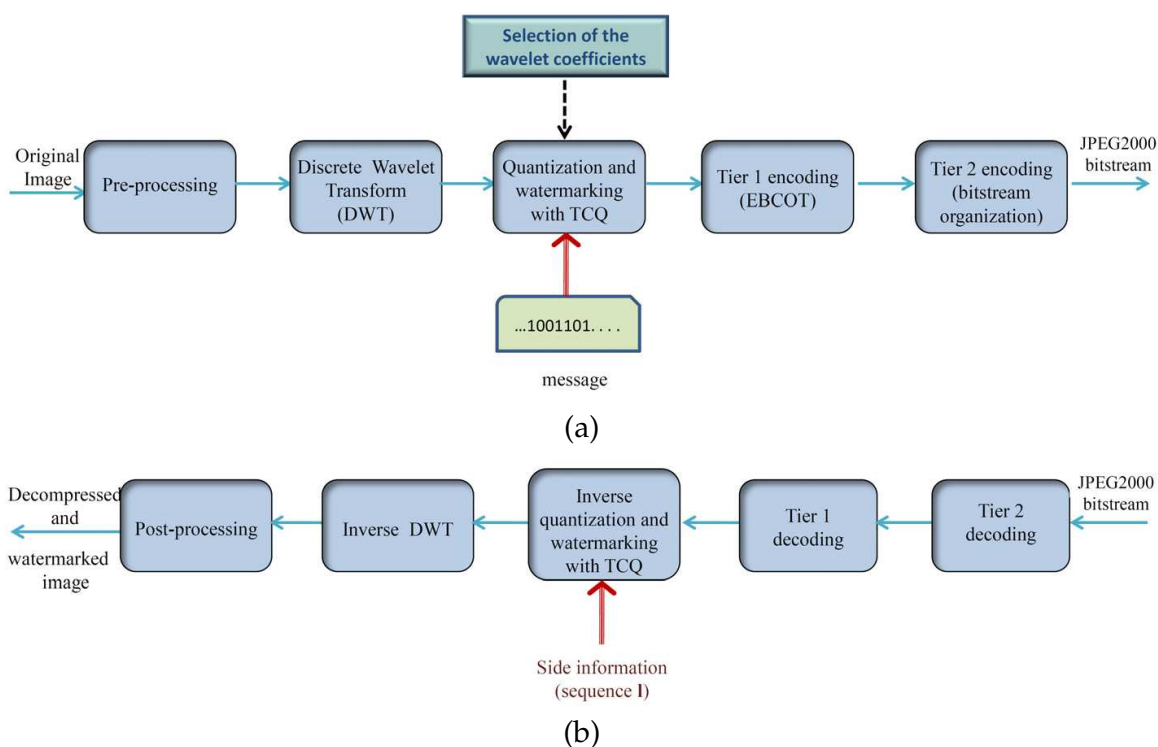 Selection of the
wavelet coefficients
Original
Image
Pre-processing
Discrete Wavelet
Transform
(DWT)
Quantization and
watermarking
with TCQ
Tier 1 encoding
(EBCOT)
Tier 2 encoding
(bitstream
organization)
JPEG2000
bitstream
...1001101. . . .
message
(a)
Decompressed
and
watermarked
image
Post-processing
Inverse DWT
Inverse
quantization and
watermarking
with TCQ
Tier 1
decoding
Tier 2
decoding
JPEG2000
bitstream
Side information
(sequence l)
(b)